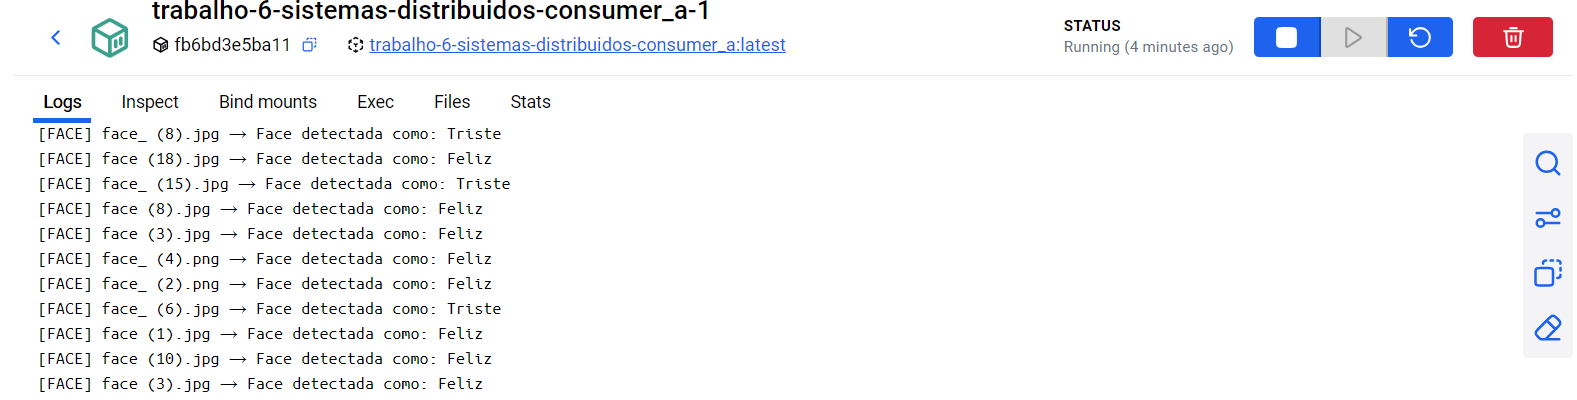 trabalho-6-sistemas-distribuidos-consumer_a-1
fb6bd3e5ba11 trabalho-6-sistemas-distribuidos-consumer_a:latest
STATUS
Running (4 minutes ago)
Logs Inspect Bind mounts Exec Files Stats
[FACE] face_ (8).jpg → Face detectada como: Triste
[FACE] face (18).jpg → Face detectada como: Feliz
[FACE] face_ (15).jpg → Face detectada como: Triste
[FACE] face (8).jpg → Face detectada como: Feliz
[FACE] face (3).jpg → Face detectada como: Feliz
[FACE] face_ (4).png → Face detectada como: Feliz
[FACE] face_ (2).png → Face detectada como: Feliz
[FACE] face_ (6).jpg → Face detectada como: Triste
[FACE] face (1).jpg → Face detectada como: Feliz
[FACE] face (10).jpg → Face detectada como: Feliz
[FACE] face (3).jpg → Face detectada como: Feliz